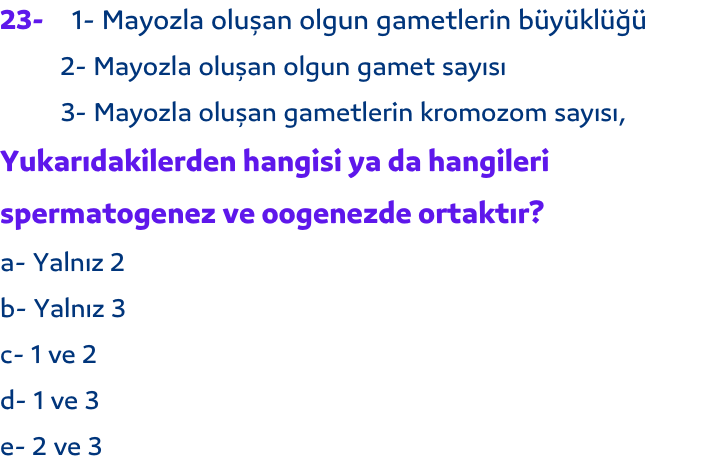 23- 1- Mayozla oluşan olgun gametlerin büyüklüğü
2- Mayozla oluşan olgun gamet sayısı
3- Mayozla oluşan gametlerin kromozom sayısı,
Yukarıdakilerden hangisi ya da hangileri
spermatogenez ve oogenezde ortaktır?
a- Yalnız 2
b- Yalnız 3
c- 1 ve 2
d- 1 ve 3
e- 2 ve 3